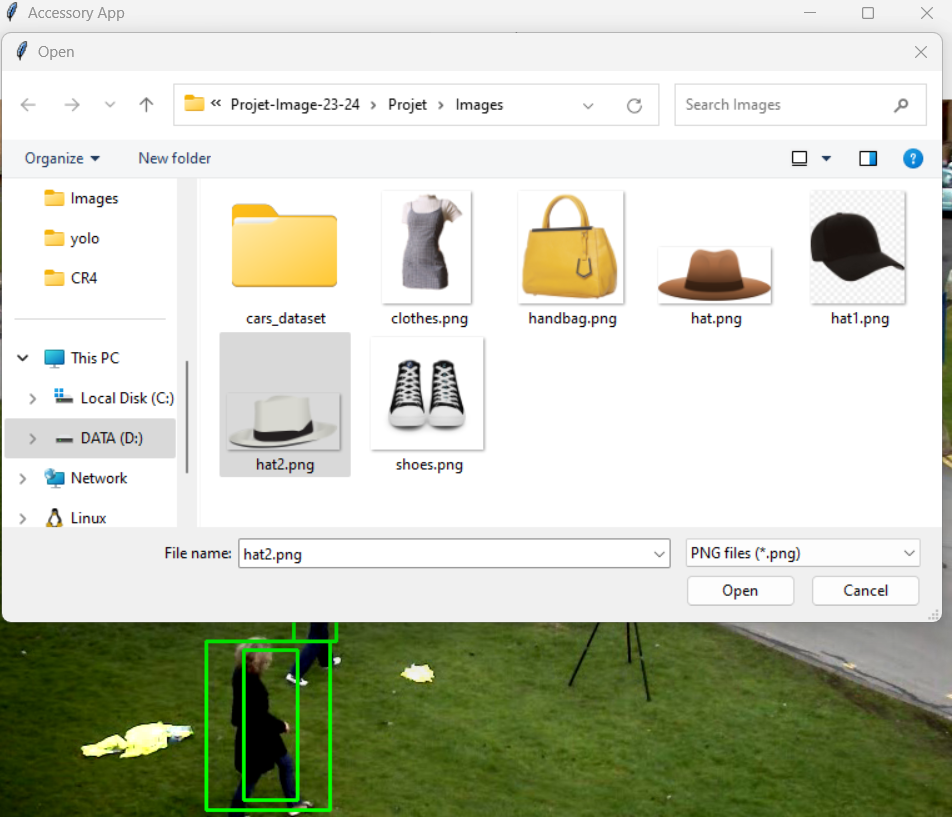 Accessory App
Open
« Projet-Image-23-24 › Projet › Images
Search Images
Organize
New folder
?
Images
yolo
CR4
This PC
Local Disk (C:)
DATA (D:)
Network
Linux
cars_dataset
clothes.png
handbag.png
hat.png
hat1.png
hat2.png
shoes.png
File name:
hat2.png
PNG files (*.png)
Open
Cancel